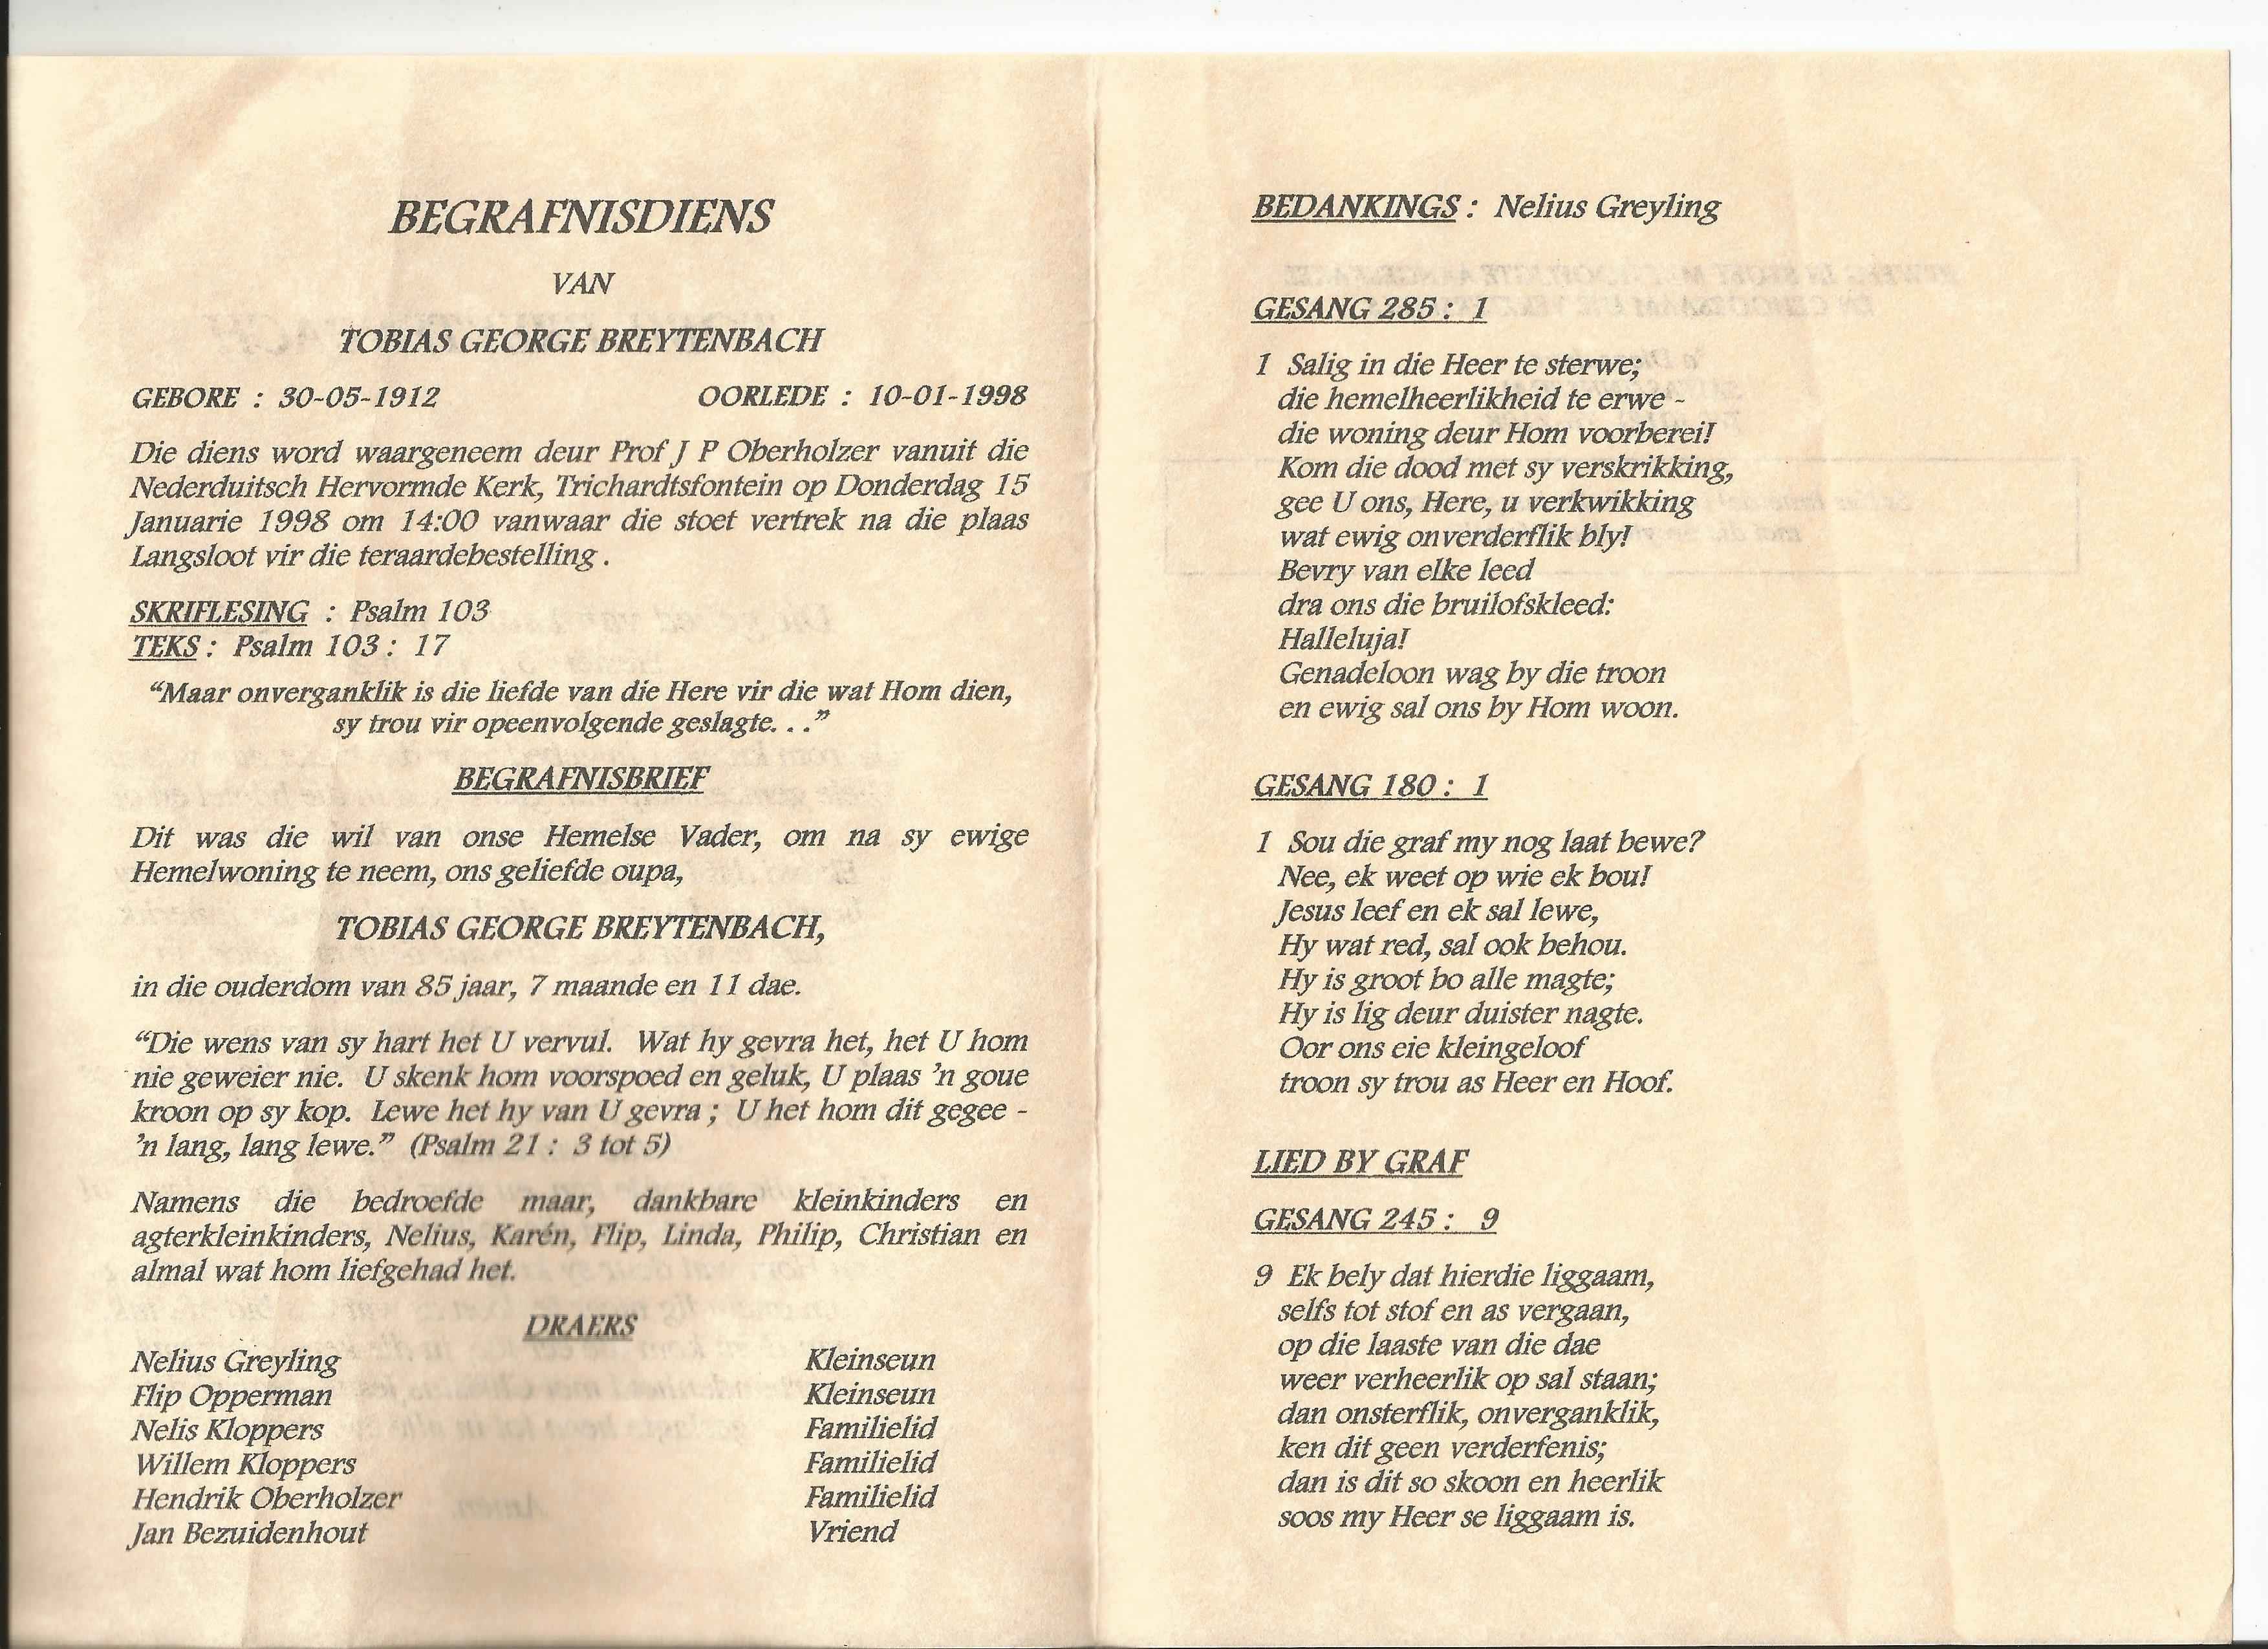 BEGRAFNISDIENS
VAN
TOBIAS GEORGE BREYTENBACH
GEBORE : 30-05-1912 OORLEDE : 10-01-1998
Die diens word waargeneem deur Prof J P Oberholzer vanuit die
Nederduitsch Hervormde Kerk, Trichardtsfontein op Donderdag 15
Januarie 1998 om 14:00 vanwaar die stoet vertrek na die plaas
Langsloot vir die teraardebestelling .
SKRIFLESING : Psalm 103
TEKS : Psalm 103 : 17
“Maar onverganklik is die liefde van die Here vir die wat Hom dien,
sy trou vir opeenvolgende geslagte. . .”
BEGRAFNISBRIEF
Dit was die wil van onse Hemelse Vader, om na sy ewige
Hemelwoning te neem, ons geliefde oupa,
TOBIAS GEORGE BREYTENBACH,
in die ouderdom van 85 jaar, 7 maande en 11 dae.
“Die wens van sy hart het U vervul. Wat hy gevra het, het U hom
nie geweier nie. U skenk hom voorspoed en geluk, U plaas 'n goue
kroon op sy kop. Lewe het hy van U gevra ; U het hom dit gegee -
'n lang, lang lewe.” (Psalm 21 : 3 tot 5)
Namens die bedroefde maar, dankbare kleinkinders en
agterkleinkinders, Nelius, Karén, Flip, Linda, Philip, Christian en
almal wat hom liefgehad het.
DRAERS
Nelius Greyling Kleinseun
Flip Opperman Kleinseun
Nelis Kloppers Familielid
Willem Kloppers Familielid
Hendrik Oberholzer Familielid
Jan Bezuidenhout Vriend
BEDANKINGS : Nelius Greyling
GESANG 285 : 1
1 Salig in die Heer te sterwe;
die hemelheerlikheid te erwe -
die woning deur Hom voorberei!
Kom die dood met sy verskrikking,
gee U ons, Here, u verkwikking
wat ewig onverderflik bly!
Bevry van elke leed
dra ons die bruilofskleed:
Halleluja!
Genadeloon wag by die troon
en ewig sal ons by Hom woon.
GESANG 180 : 1
1 Sou die graf my nog laat bewe?
Nee, ek weet op wie ek bou!
Jesus leef en ek sal lewe,
Hy wat red, sal ook behou.
Hy is groot bo alle magte;
Hy is lig deur duister nagte.
Oor ons eie kleingeloof
troon sy trou as Heer en Hoof.
LIED BY GRAF
GESANG 245 : 9
9 Ek bely dat hierdie liggaam,
selfs tot stof en as vergaan,
op die laaste van die dae
weer verheerlik op sal staan;
dan onsterflik, onverganklik,
ken dit geen verderfenis;
dan is dit so skoon en heerlik
soos my Heer se liggaam is.